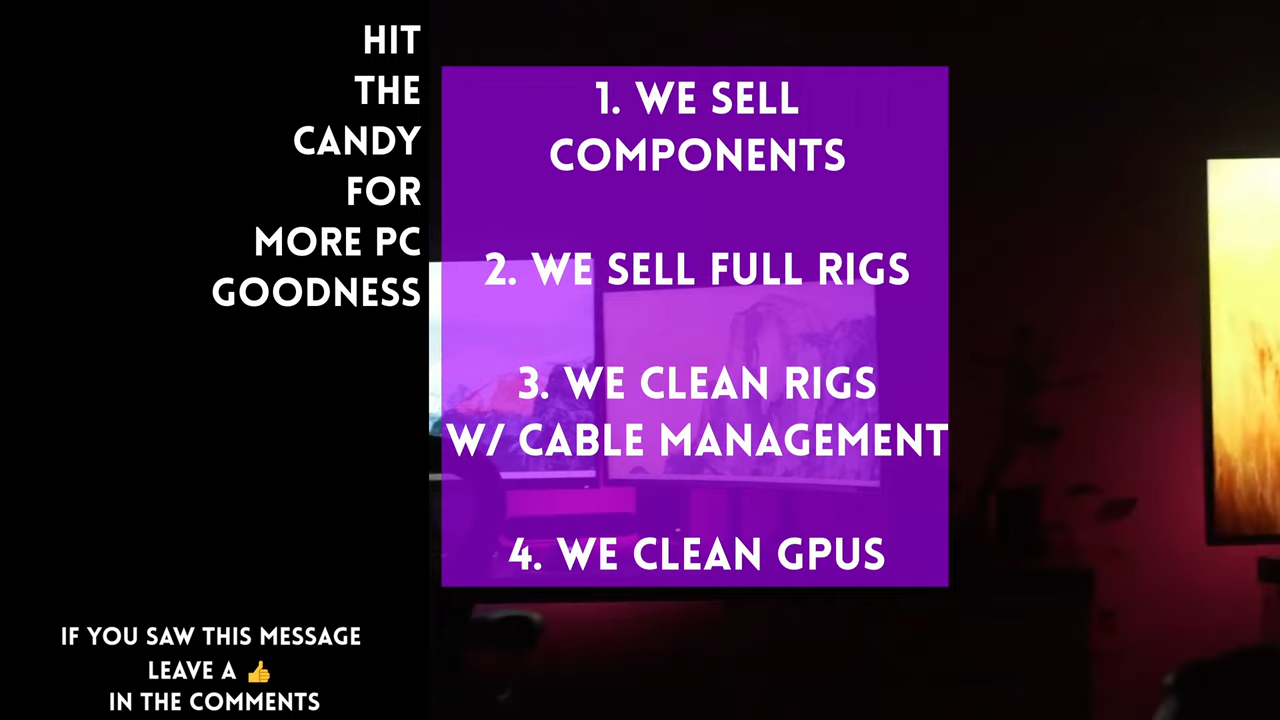 HIT
THE
CANDY
FOR
MORE PC
GOODNESS
1. WE SELL
COMPONENTS
2. WE SELL FULL RIGS
3. WE CLEAN RIGS
W/ CABLE MANAGEMENT
4. WE CLEAN GPUS
IF YOU SAW THIS MESSAGE
LEAVE A 👍
IN THE COMMENTS